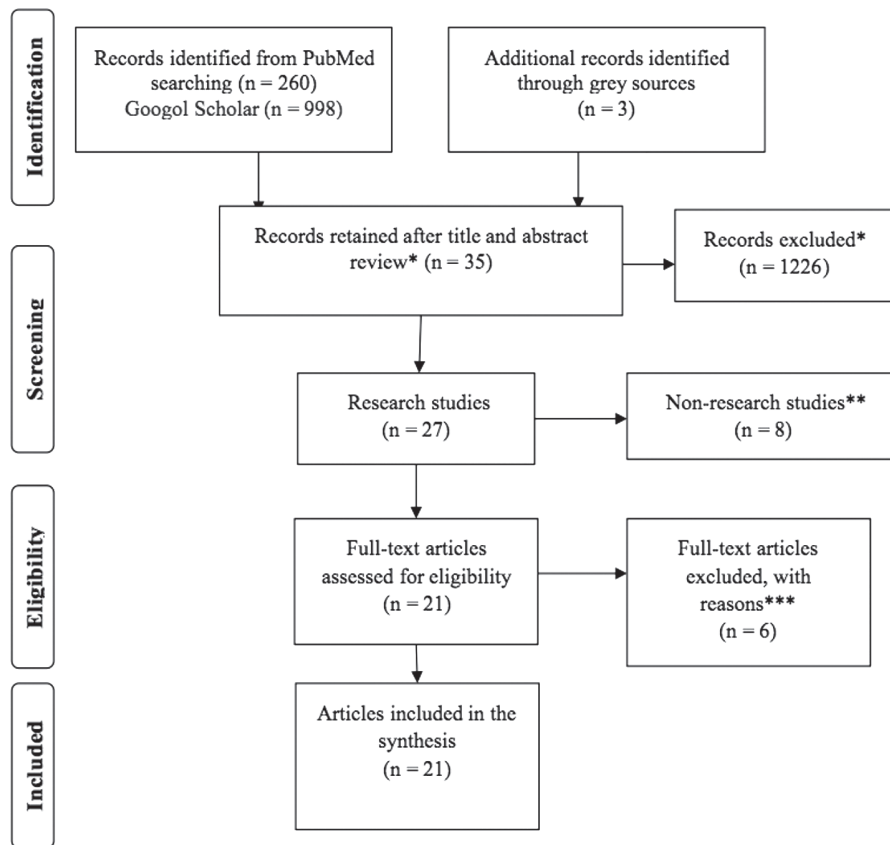 Identification
Records identified from PubMed
searching (n = 260)
Googol Scholar (n = 998)
Additional records identified
through grey sources
(n = 3)
Screening
Records retained after title and abstract
review* (n = 35)
Records excluded*
(n = 1226)
Research studies
(n = 27)
Non-research studies**
(n = 8)
Eligibility
Full-text articles
assessed for eligibility
(n = 21)
Full-text articles
excluded, with
reasons***
(n = 6)
Included
Articles included in the
synthesis
(n = 21)